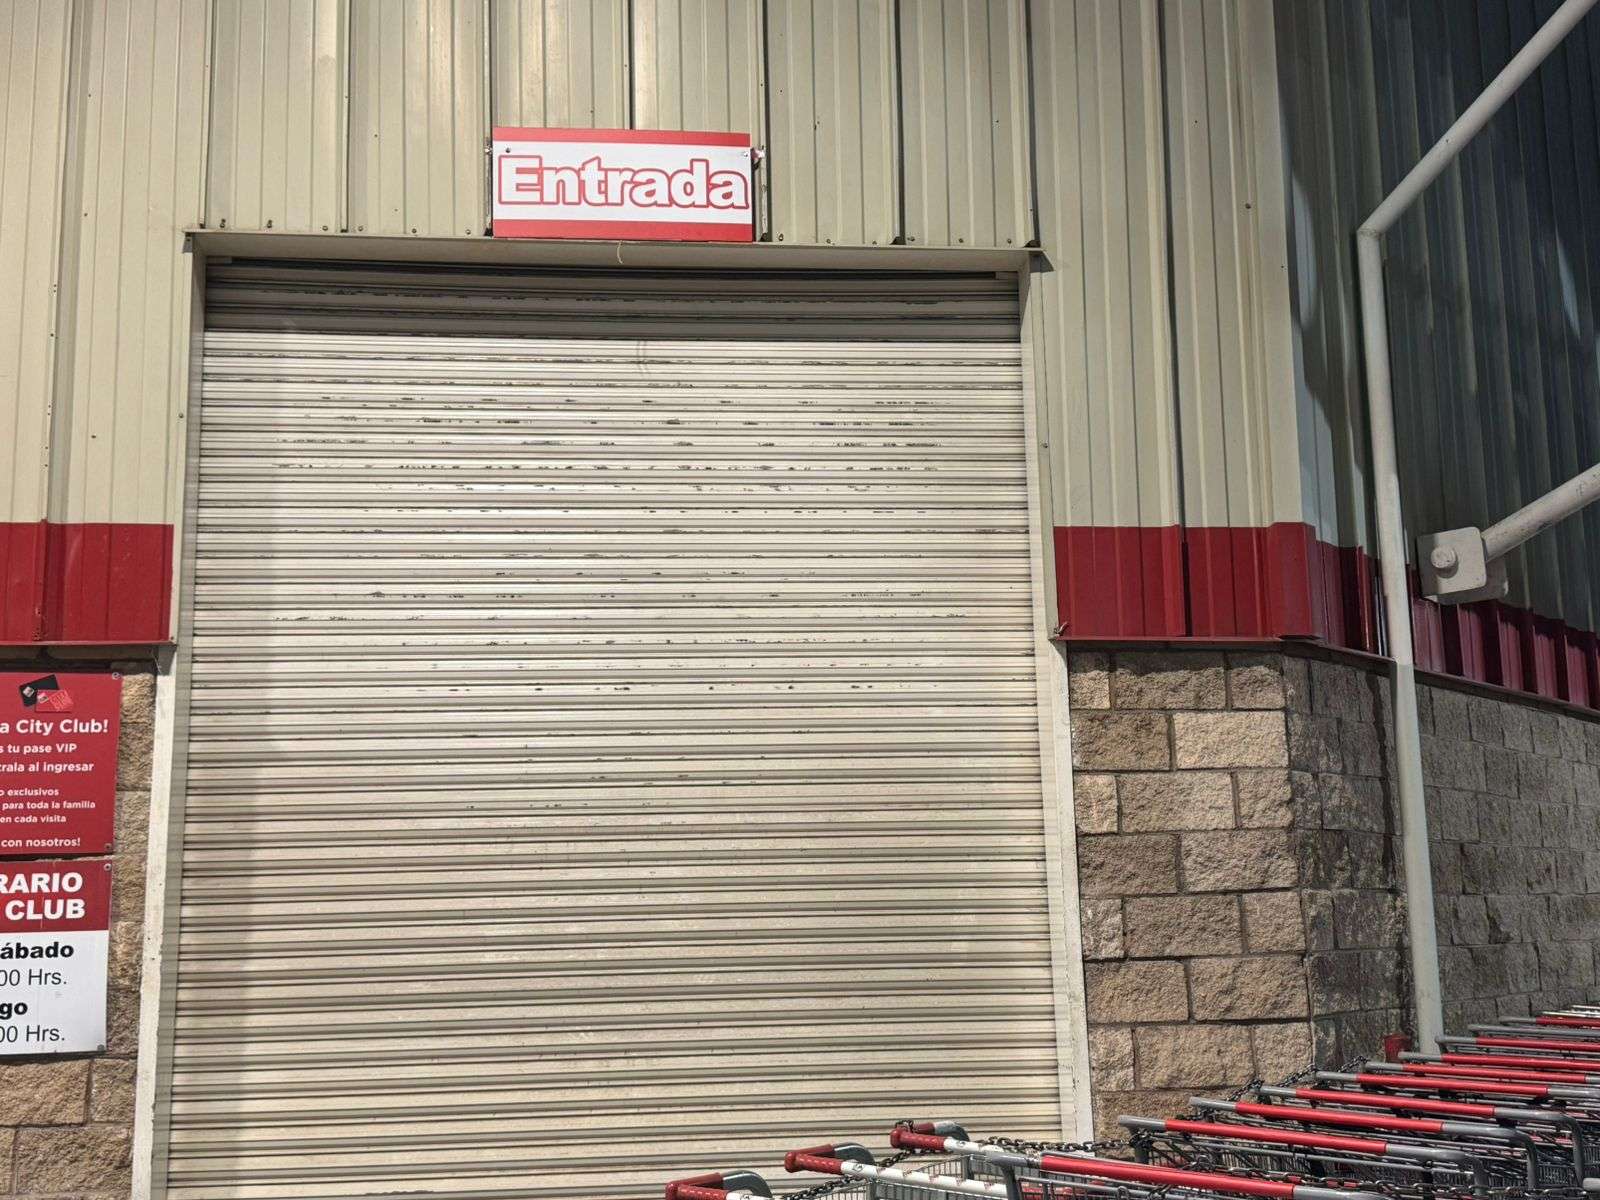 Entrada
a City Club!
s tu pase VIP
trala al ingresar
o exclusivos
para toda la familia
en cada visita
con nosotros!
RARIO
CLUB
ábado
00 Hrs.
go
00 Hrs.